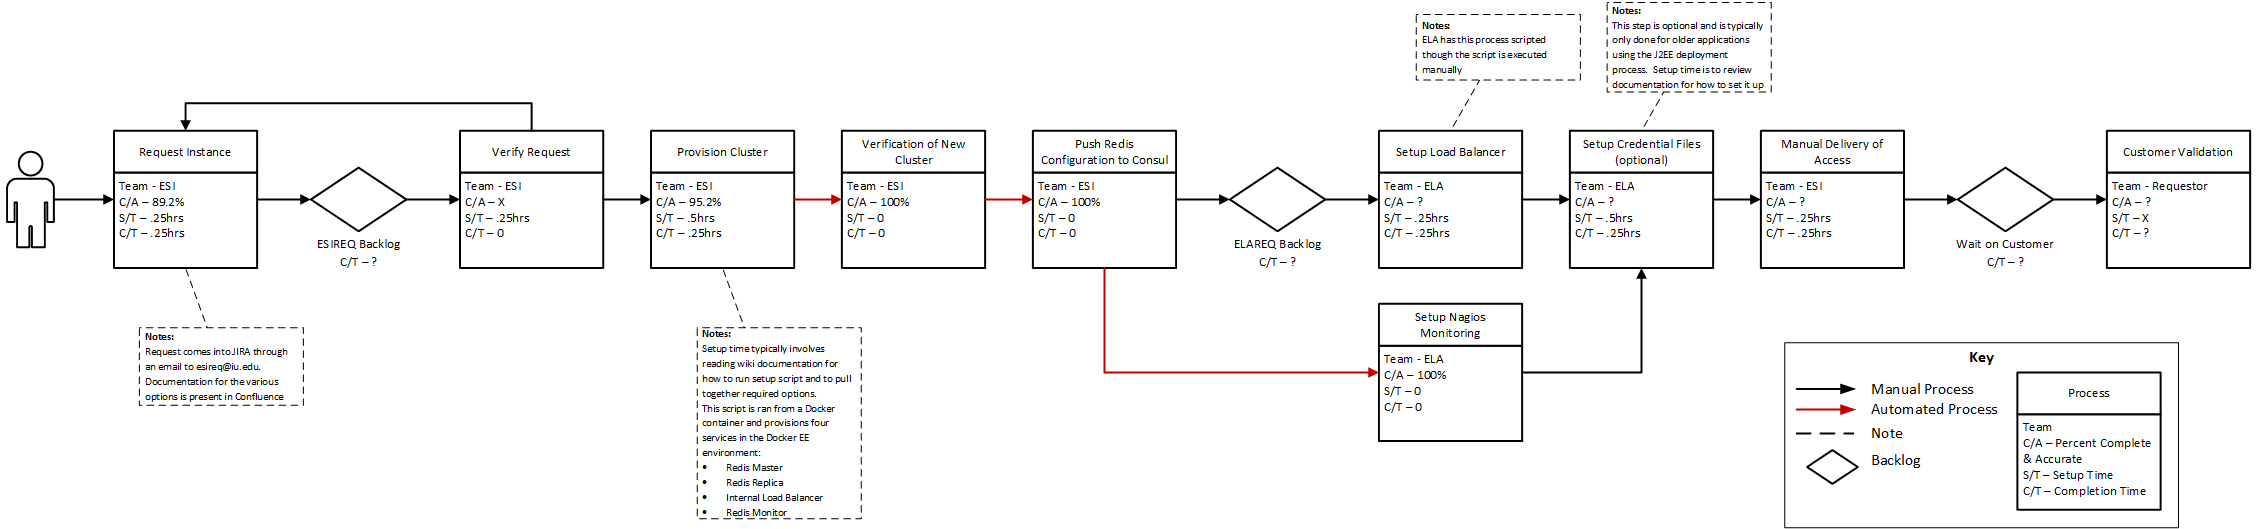 Request Instance
Team - ESI
C/A – 89.2%
S/T – .25hrs
C/T – .25hrs
Notes:
Request comes into JIRA through
an email to esireq@iu.edu.
Documentation for the various
options is present in Confluence
ESIREQ Backlog
C/T – ?
Verify Request
Team - ESI
C/A – X
S/T – .25hrs
C/T – 0
Provision Cluster
Team - ESI
C/A – 95.2%
S/T – .5hrs
C/T – .25hrs
Notes:
Setup time typically involves
reading wiki documentation for
how to run setup script and to pull
together required options.
This script is ran from a Docker
container and provisions four
services in the Docker EE
environment:
• Redis Master
• Redis Replica
• Internal Load Balancer
• Redis Monitor
Verification of New
Cluster
Team - ESI
C/A – 100%
S/T – 0
C/T – 0
Push Redis
Configuration to Consul
Team - ESI
C/A – 100%
S/T – 0
C/T – 0
ELAREQ Backlog
C/T – ?
Notes:
ELA has this process scripted
though the script is executed
manually
Setup Load Balancer
Team - ELA
C/A – ?
S/T – .25hrs
C/T – .25hrs
Setup Nagios
Monitoring
Team - ELA
C/A – 100%
S/T – 0
C/T – 0
Notes:
This step is optional and is typically
only done for older applications
using the J2EE deployment
process. Setup time is to review
documentation for how to set it up
Setup Credential Files
(optional)
Team - ELA
C/A – ?
S/T – .5hrs
C/T – .25hrs
Manual Delivery of
Access
Team - ESI
C/A – ?
S/T – .25hrs
C/T – .25hrs
Wait on Customer
C/T – ?
Customer Validation
Team - Requestor
C/A – ?
S/T – X
C/T – ?
Key
Manual Process
Automated Process
Note
Backlog
Process
Team
C/A – Percent Complete
& Accurate
S/T – Setup Time
C/T – Completion Time